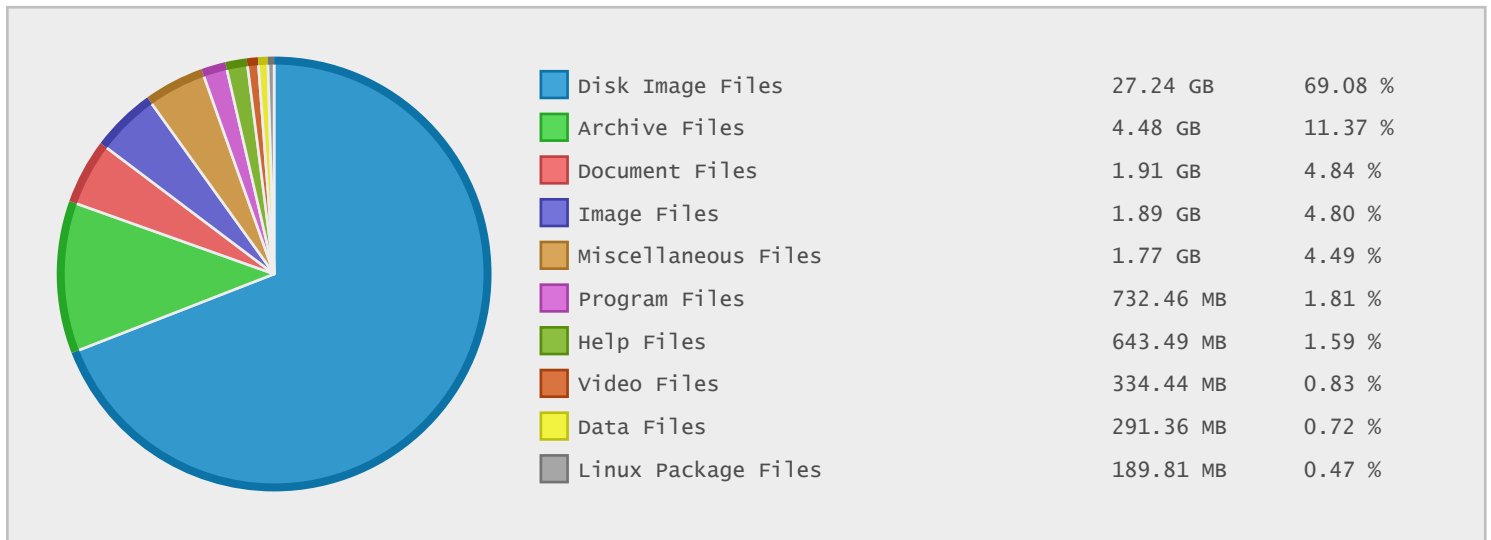 Disk Image Files 27.24 GB 69.08 %
Archive Files 4.48 GB 11.37 %
Document Files 1.91 GB 4.84 %
Image Files 1.89 GB 4.80 %
Miscellaneous Files 1.77 GB 4.49 %
Program Files 732.46 MB 1.81 %
Help Files 643.49 MB 1.59 %
Video Files 334.44 MB 0.83 %
Data Files 291.36 MB 0.72 %
Linux Package Files 189.81 MB 0.47 %